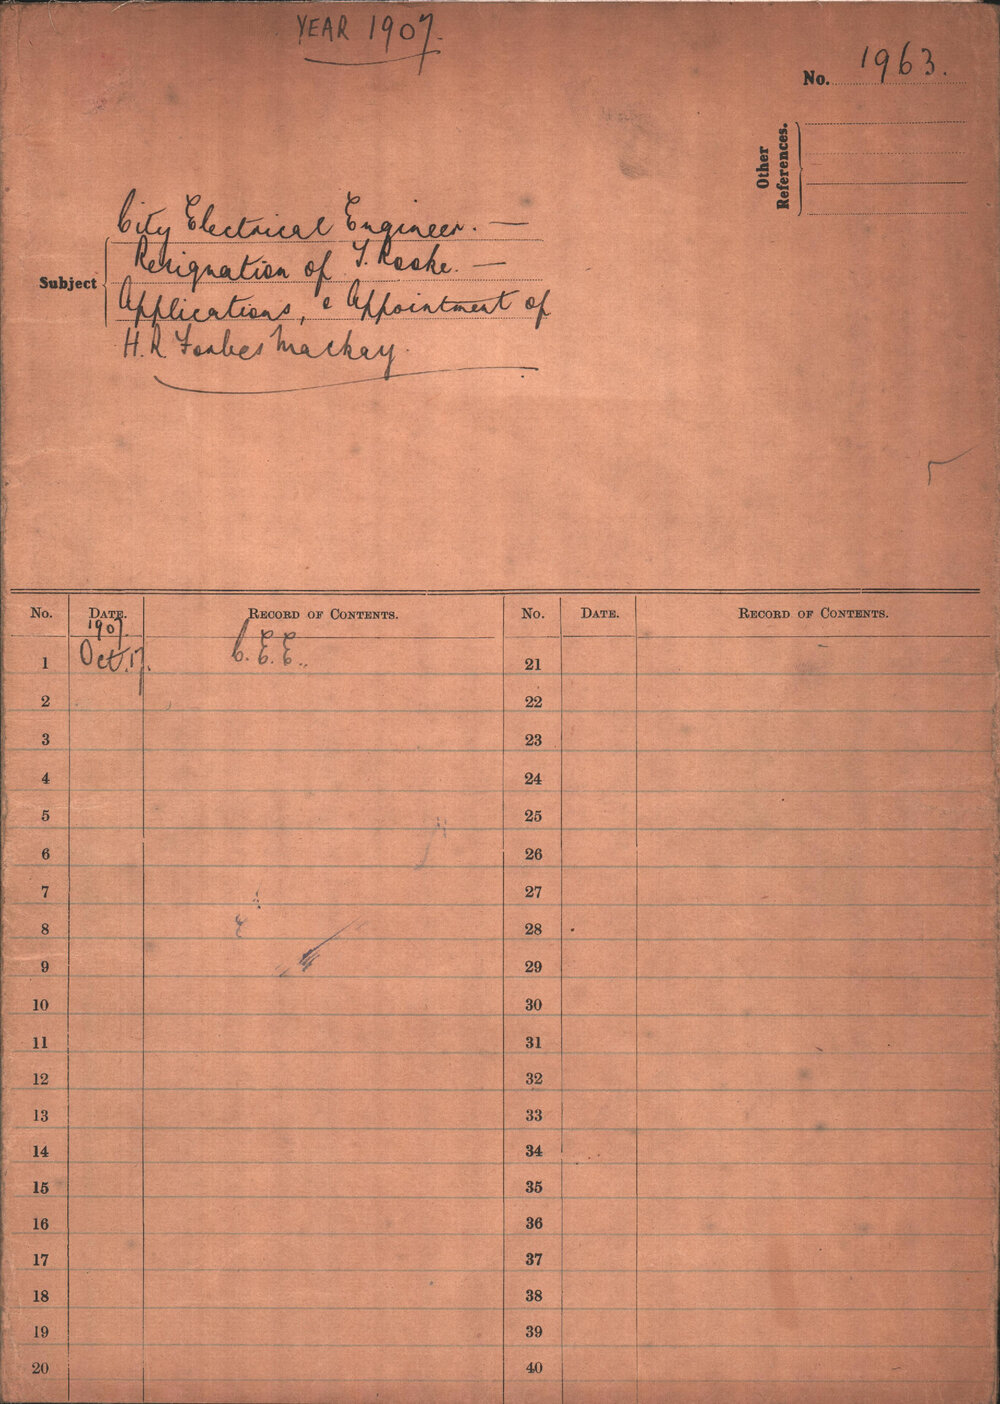 YEAR 1907.
No. 1963.
Other
References.
Subject
City Electrical Engineer. —
Resignation of T. Rooke. —
Applications, & Appointment of
H.R. Forbes Mackay.
No. DATE. RECORD OF CONTENTS. No. DATE. RECORD OF CONTENTS.
1907.
1 Oct. 17. C.E.E. 21
2 22
3 23
4 24
5 25
6 26
7 27
8 28
9 29
10 30
11 31
12 32
13 33
14 34
15 35
16 36
17 37
18 38
19 39
20 40